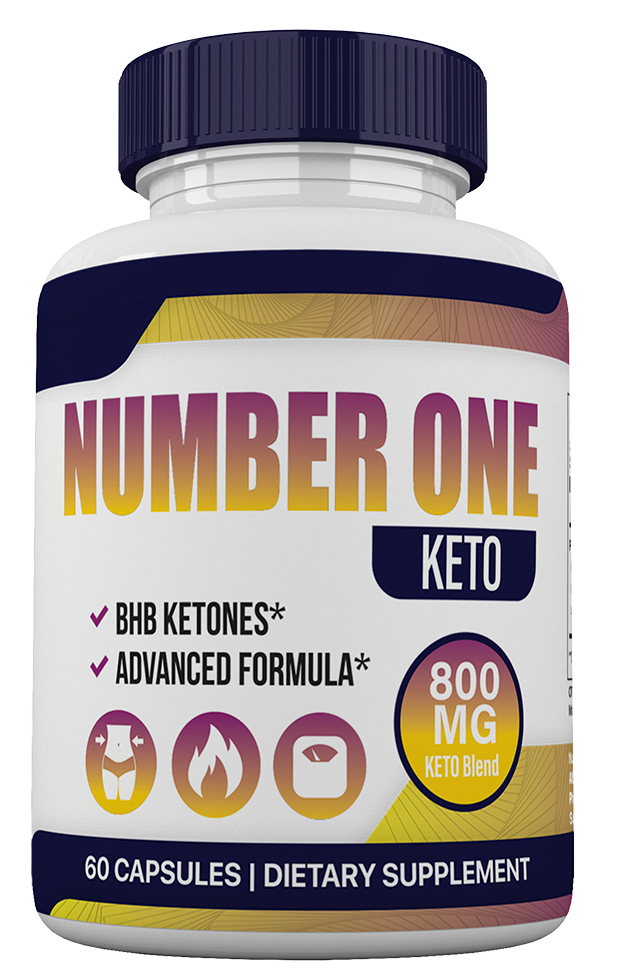 NUMBER ONE
KETO
BHB KETONES*
ADVANCED FORMULA*
800
MG
KETO Blend
60 CAPSULES | DIETARY SUPPLEMENT